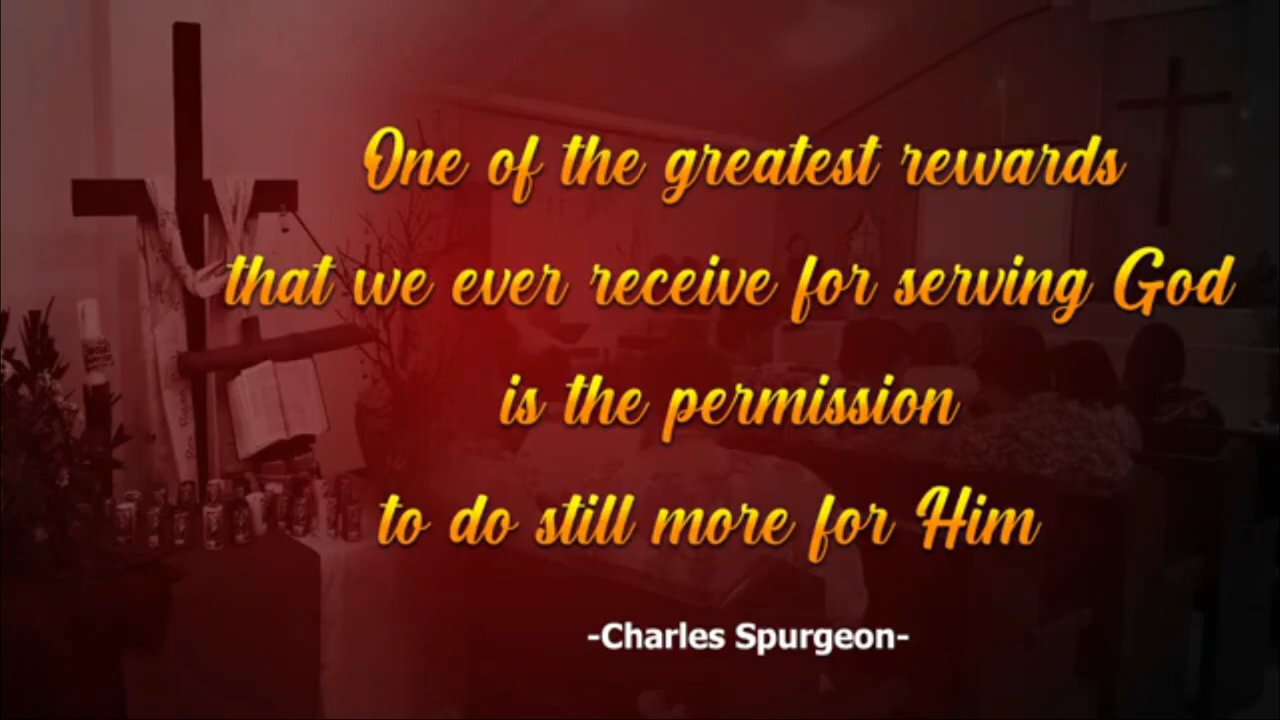 One of the greatest rewards
that we ever receive for serving God
is the permission
to do still more for Him
-Charles Spurgeon-